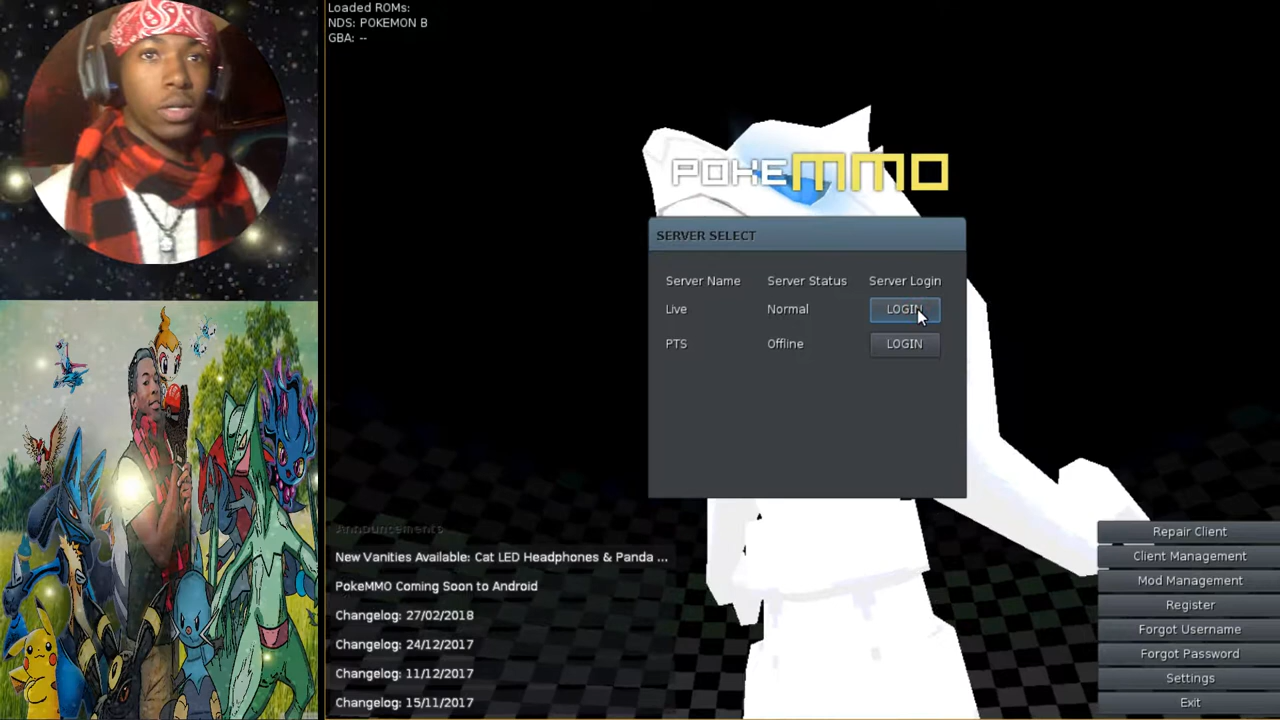 Loaded ROMs:
NDS: POKEMON B
GBA: --
POKEMMO
SERVER SELECT
Server Name Server Status Server Login
Live Normal LOGIN
PTS Offline LOGIN
Announcements
New Vanities Available: Cat LED Headphones & Panda ...
PokeMMO Coming Soon to Android
Changelog: 27/02/2018
Changelog: 24/12/2017
Changelog: 11/12/2017
Changelog: 15/11/2017
Repair Client
Client Management
Mod Management
Register
Forgot Username
Forgot Password
Settings
Exit